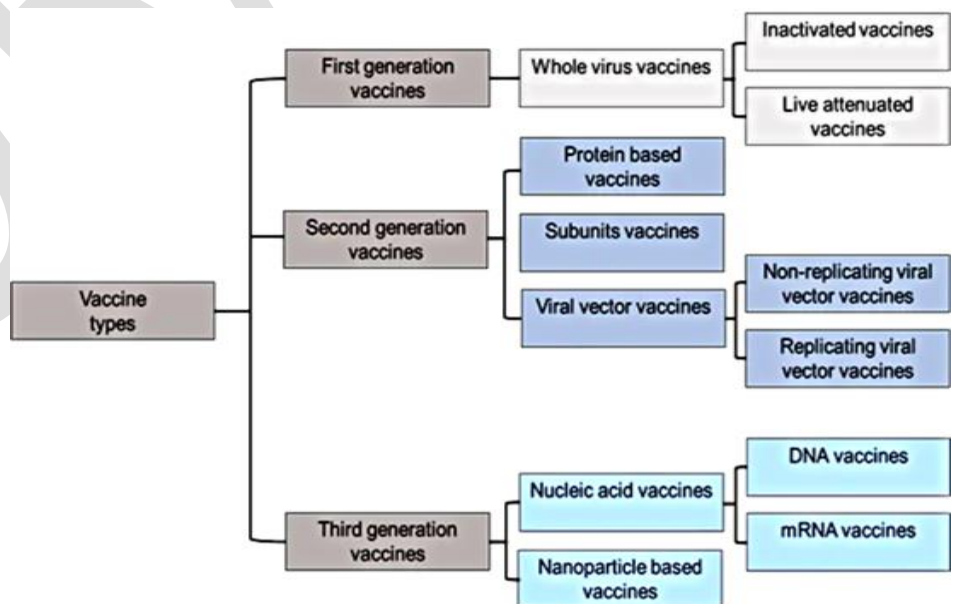 Vaccine
types
First generation
vaccines
Whole virus vaccines
Inactivated vaccines
Live attenuated
vaccines
Second generation
vaccines
Protein based
vaccines
Subunits vaccines
Viral vector vaccines
Non-replicating viral
vector vaccines
Replicating viral
vector vaccines
Third generation
vaccines
Nucleic acid vaccines
DNA vaccines
mRNA vaccines
Nanoparticle based
vaccines